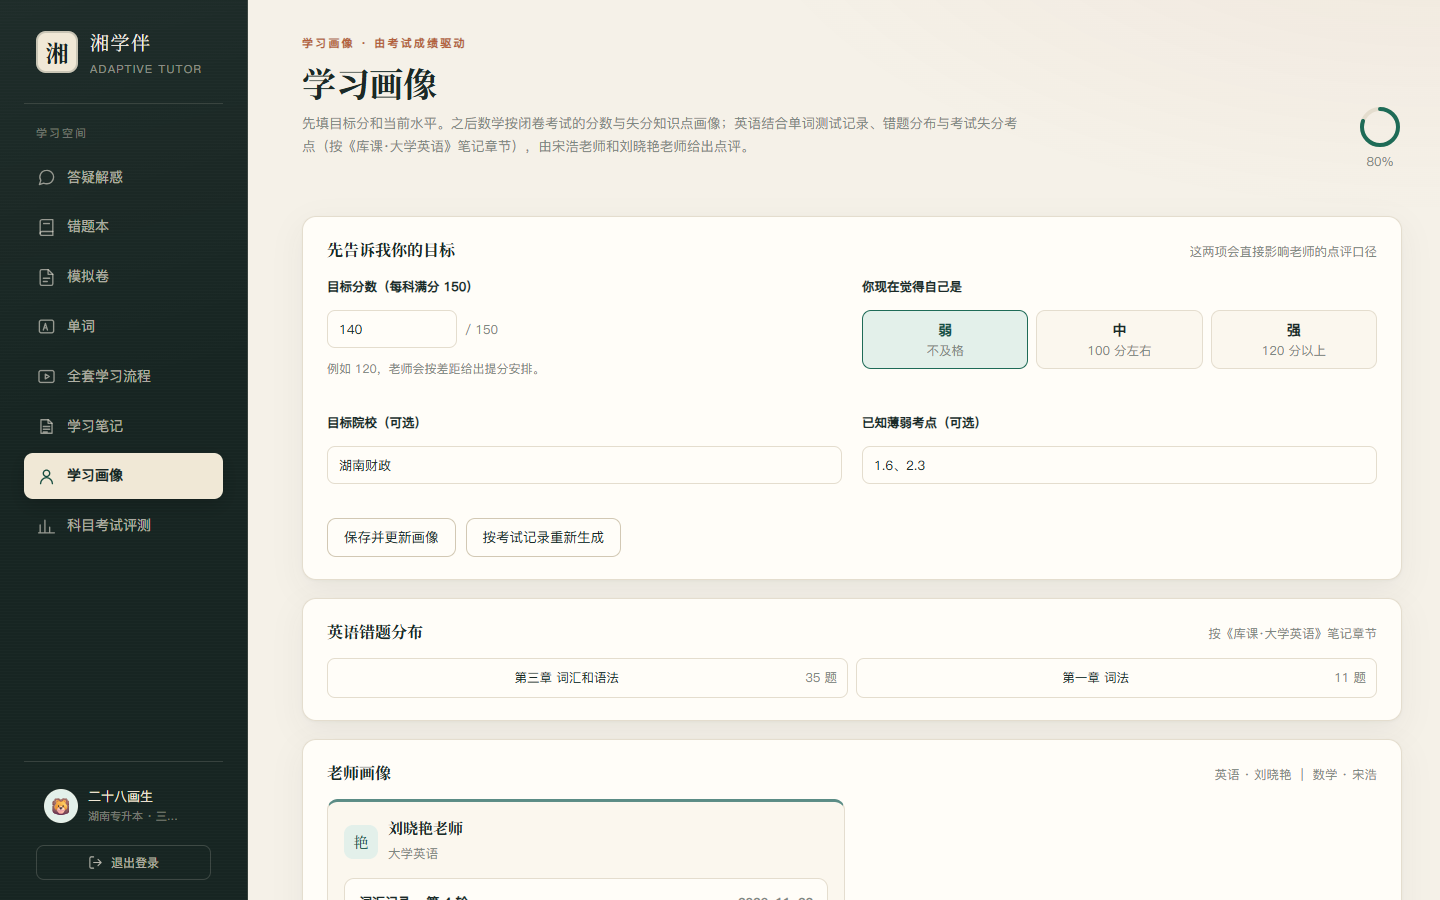 湘
湘学伴
ADAPTIVE TUTOR
学习空间
答疑解惑
错题本
模拟卷
单词
全套学习流程
学习笔记
学习画像
科目考试评测
二十八画生
湖南专升本 · 三...
退出登录
学习画像 · 由考试成绩驱动
学习画像
先填目标分和当前水平。之后数学按闭卷考试的分数与失分知识点画像；英语结合单词测试记录、错题分布与考试失分考
点（按《库课·大学英语》笔记章节），由宋浩老师和刘晓艳老师给出点评。
80%
先告诉我你的目标
这两项会直接影响老师的点评口径
目标分数（每科满分 150）
140
/ 150
例如 120，老师会按差距给出提分安排。
你现在觉得自己是
弱
不及格
中
100 分左右
强
120 分以上
目标院校（可选）
湖南财政
已知薄弱考点（可选）
1.6、2.3
保存并更新画像
按考试记录重新生成
英语错题分布
按《库课·大学英语》笔记章节
第三章 词汇和语法
35 题
第一章 词法
11 题
老师画像
英语 · 刘晓艳 | 数学 · 宋浩
艳
刘晓艳老师
大学英语